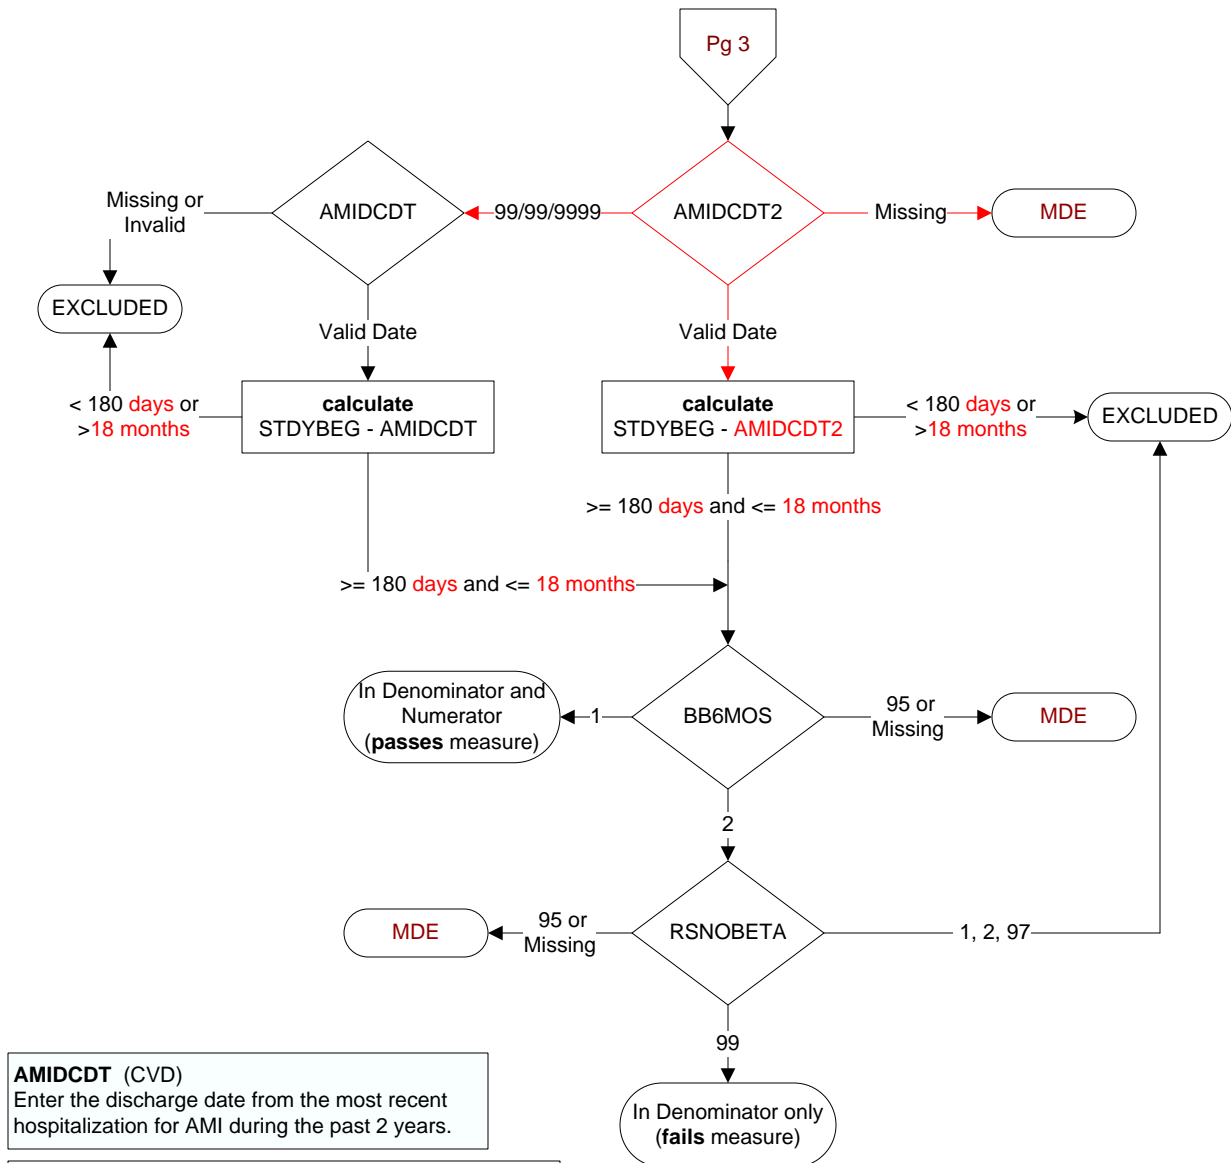 Pg 3
Missing or
Invalid
AMIDCDT
99/99/9999
AMIDCDT2
Missing
MDE
EXCLUDED
Valid Date
Valid Date
< 180 days or
>18 months
calculate
STDYBEG - AMIDCDT
calculate
STDYBEG - AMIDCDT2
< 180 days or
>18 months
EXCLUDED
>= 180 days and <= 18 months
>= 180 days and <= 18 months
In Denominator and
Numerator
(passes measure)
1
BB6MOS
95 or
Missing
MDE
2
MDE
95 or
Missing
RSNOBETA
1, 2, 97
99
In Denominator only
(fails measure)
AMIDCDT (CVD)
Enter the discharge date from the most recent
hospitalization for AMI during the past 2 years.